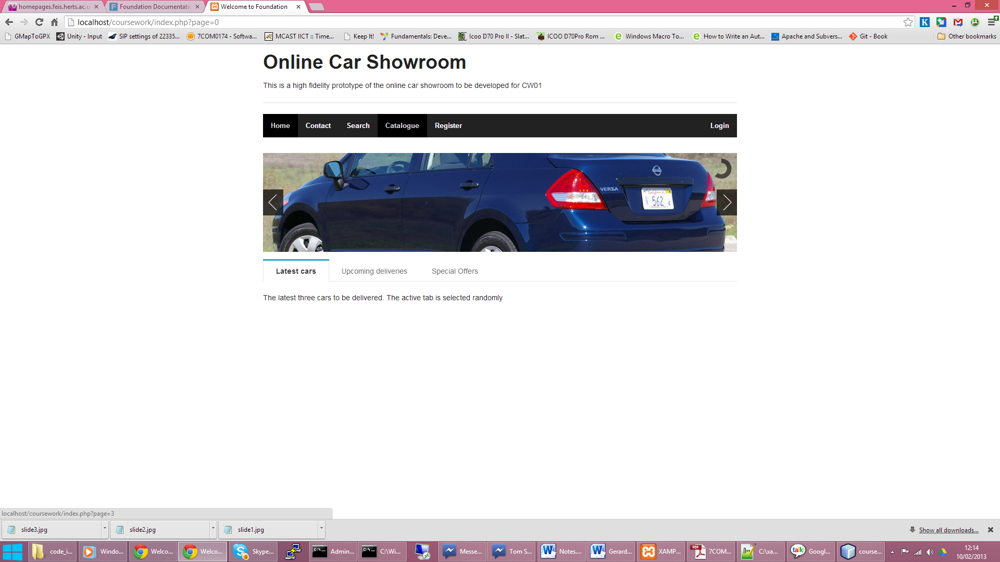 homepages.feis.herts.ac.u
Foundation Documentatic
Welcome to Foundation
localhost/coursework/index.php?page=0
GMapToGPX
Unity - Input
SIP settings of 22335...
7COM0174 - Softwa...
MCAST IICT :: Time...
Keep It!
Fundamentals: Deve...
Icoo D70 Pro II - Slat...
ICOO D70Pro Rom ...
Windows Macro To...
How to Write an Aut...
Apache and Subvers...
Git - Book
Other bookmarks
Online Car Showroom
This is a high fidelity prototype of the online car showroom to be developed for CW01
Home
Contact
Search
Catalogue
Register
Login
VERSA
California
562
Latest cars
Upcoming deliveries
Special Offers
The latest three cars to be delivered. The active tab is selected randomly
localhost/coursework/index.php?page=3
slide3.jpg
slide2.jpg
slide1.jpg
Show all downloads...
code_i...
Windo...
Welco...
Welco...
Skype...
Admin...
C:\Wi...
Messe...
Tom S...
Notes....
Gerard...
XAMP...
7COM...
C:\xa...
talk
Googl...
course...
12:14
10/02/2013